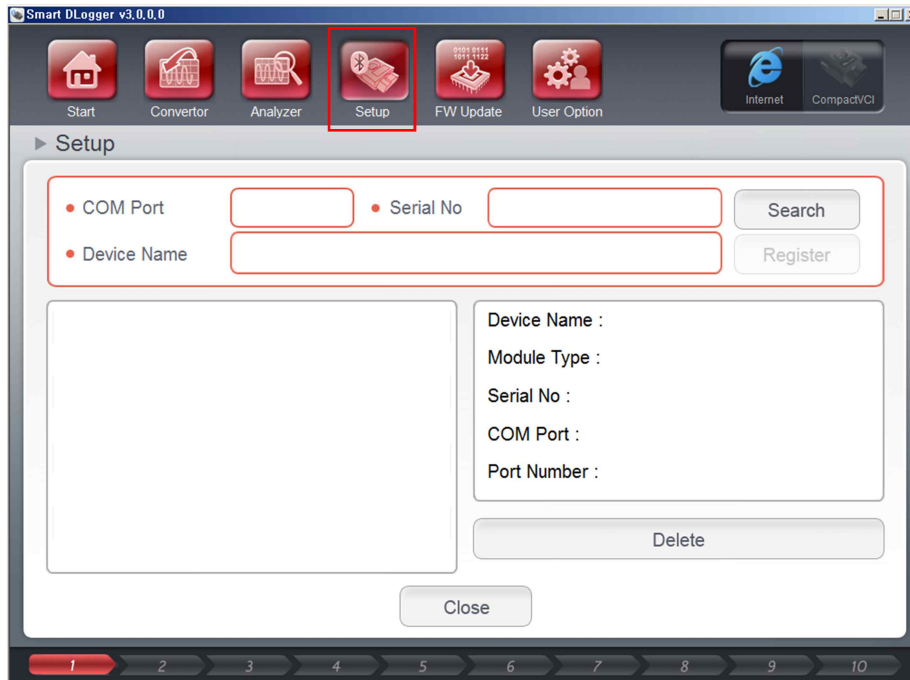 Smart DLogger v3,0,0,0
0101 0111
1011 1122
Start Convertor Analyzer Setup FW Update User Option Internet CompactVCI
Setup
COM Port Serial No Search
Device Name Register
Device Name :
Module Type :
Serial No :
COM Port :
Port Number :
Delete
Close
1 2 3 4 5 6 7 8 9 10